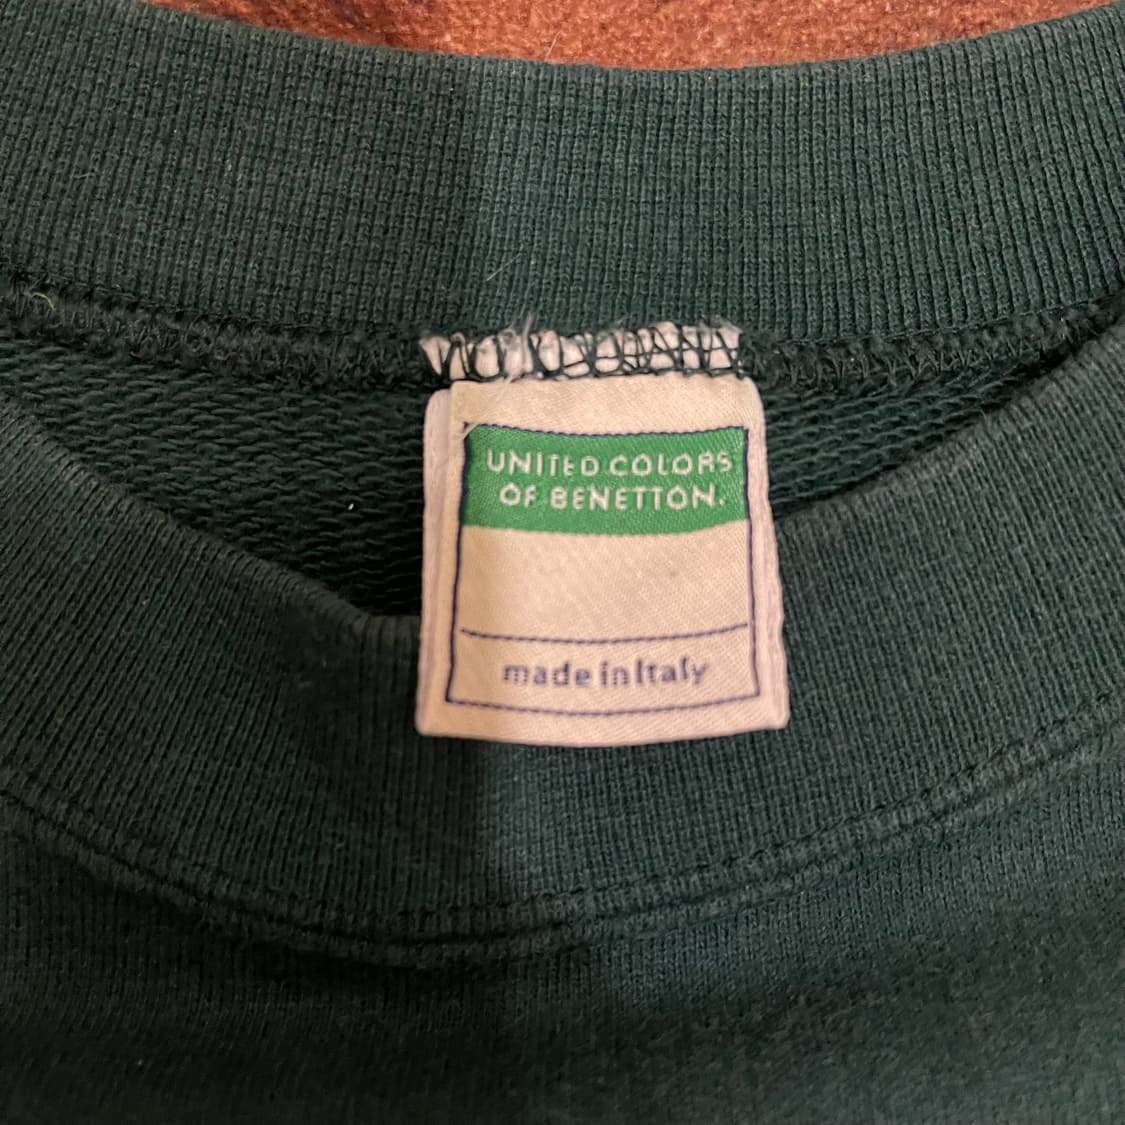 UNITED COLORS
OF BENETTON.
made in Italy